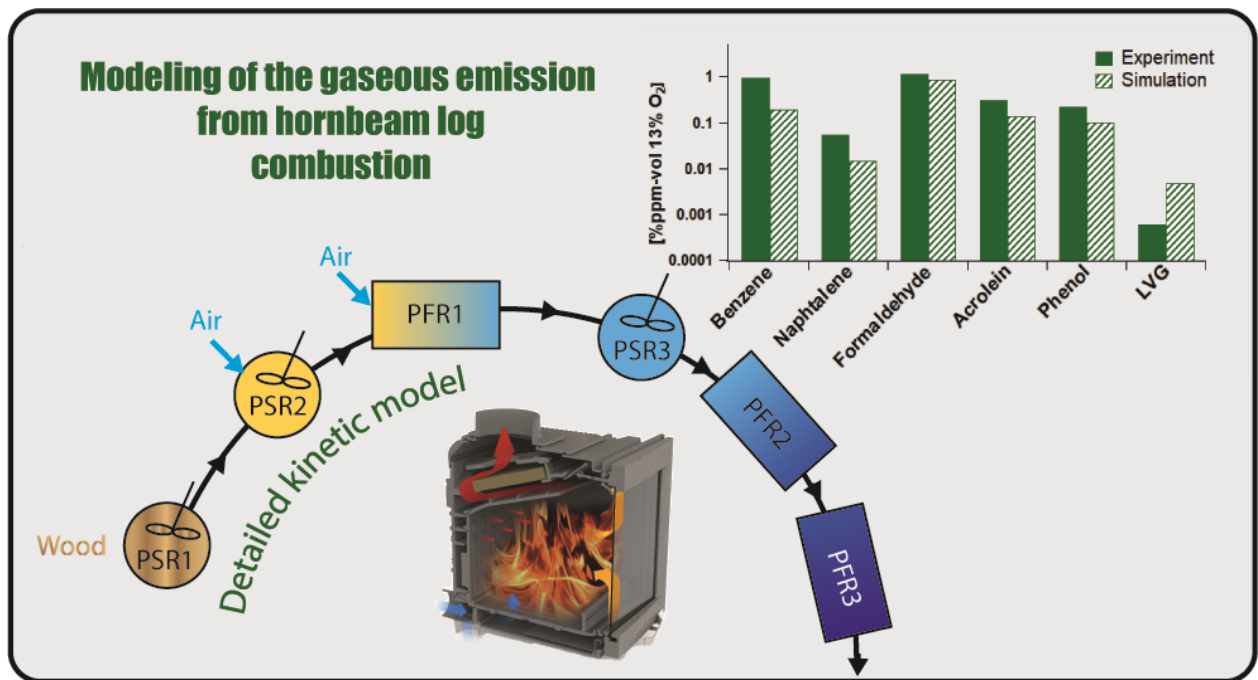 Modeling of the gaseous emission
from hornbeam log
combustion
[%ppm-vol 13% O₂]
1
0.1
0.01
0.001
0.0001
Experiment
Simulation
Benzene
Naphtalene
Formaldehyde
Acrolein
Phenol
LVG
Wood
PSR1
Air
PSR2
Air
PFR1
PSR3
PFR2
PFR3
Detailed kinetic model